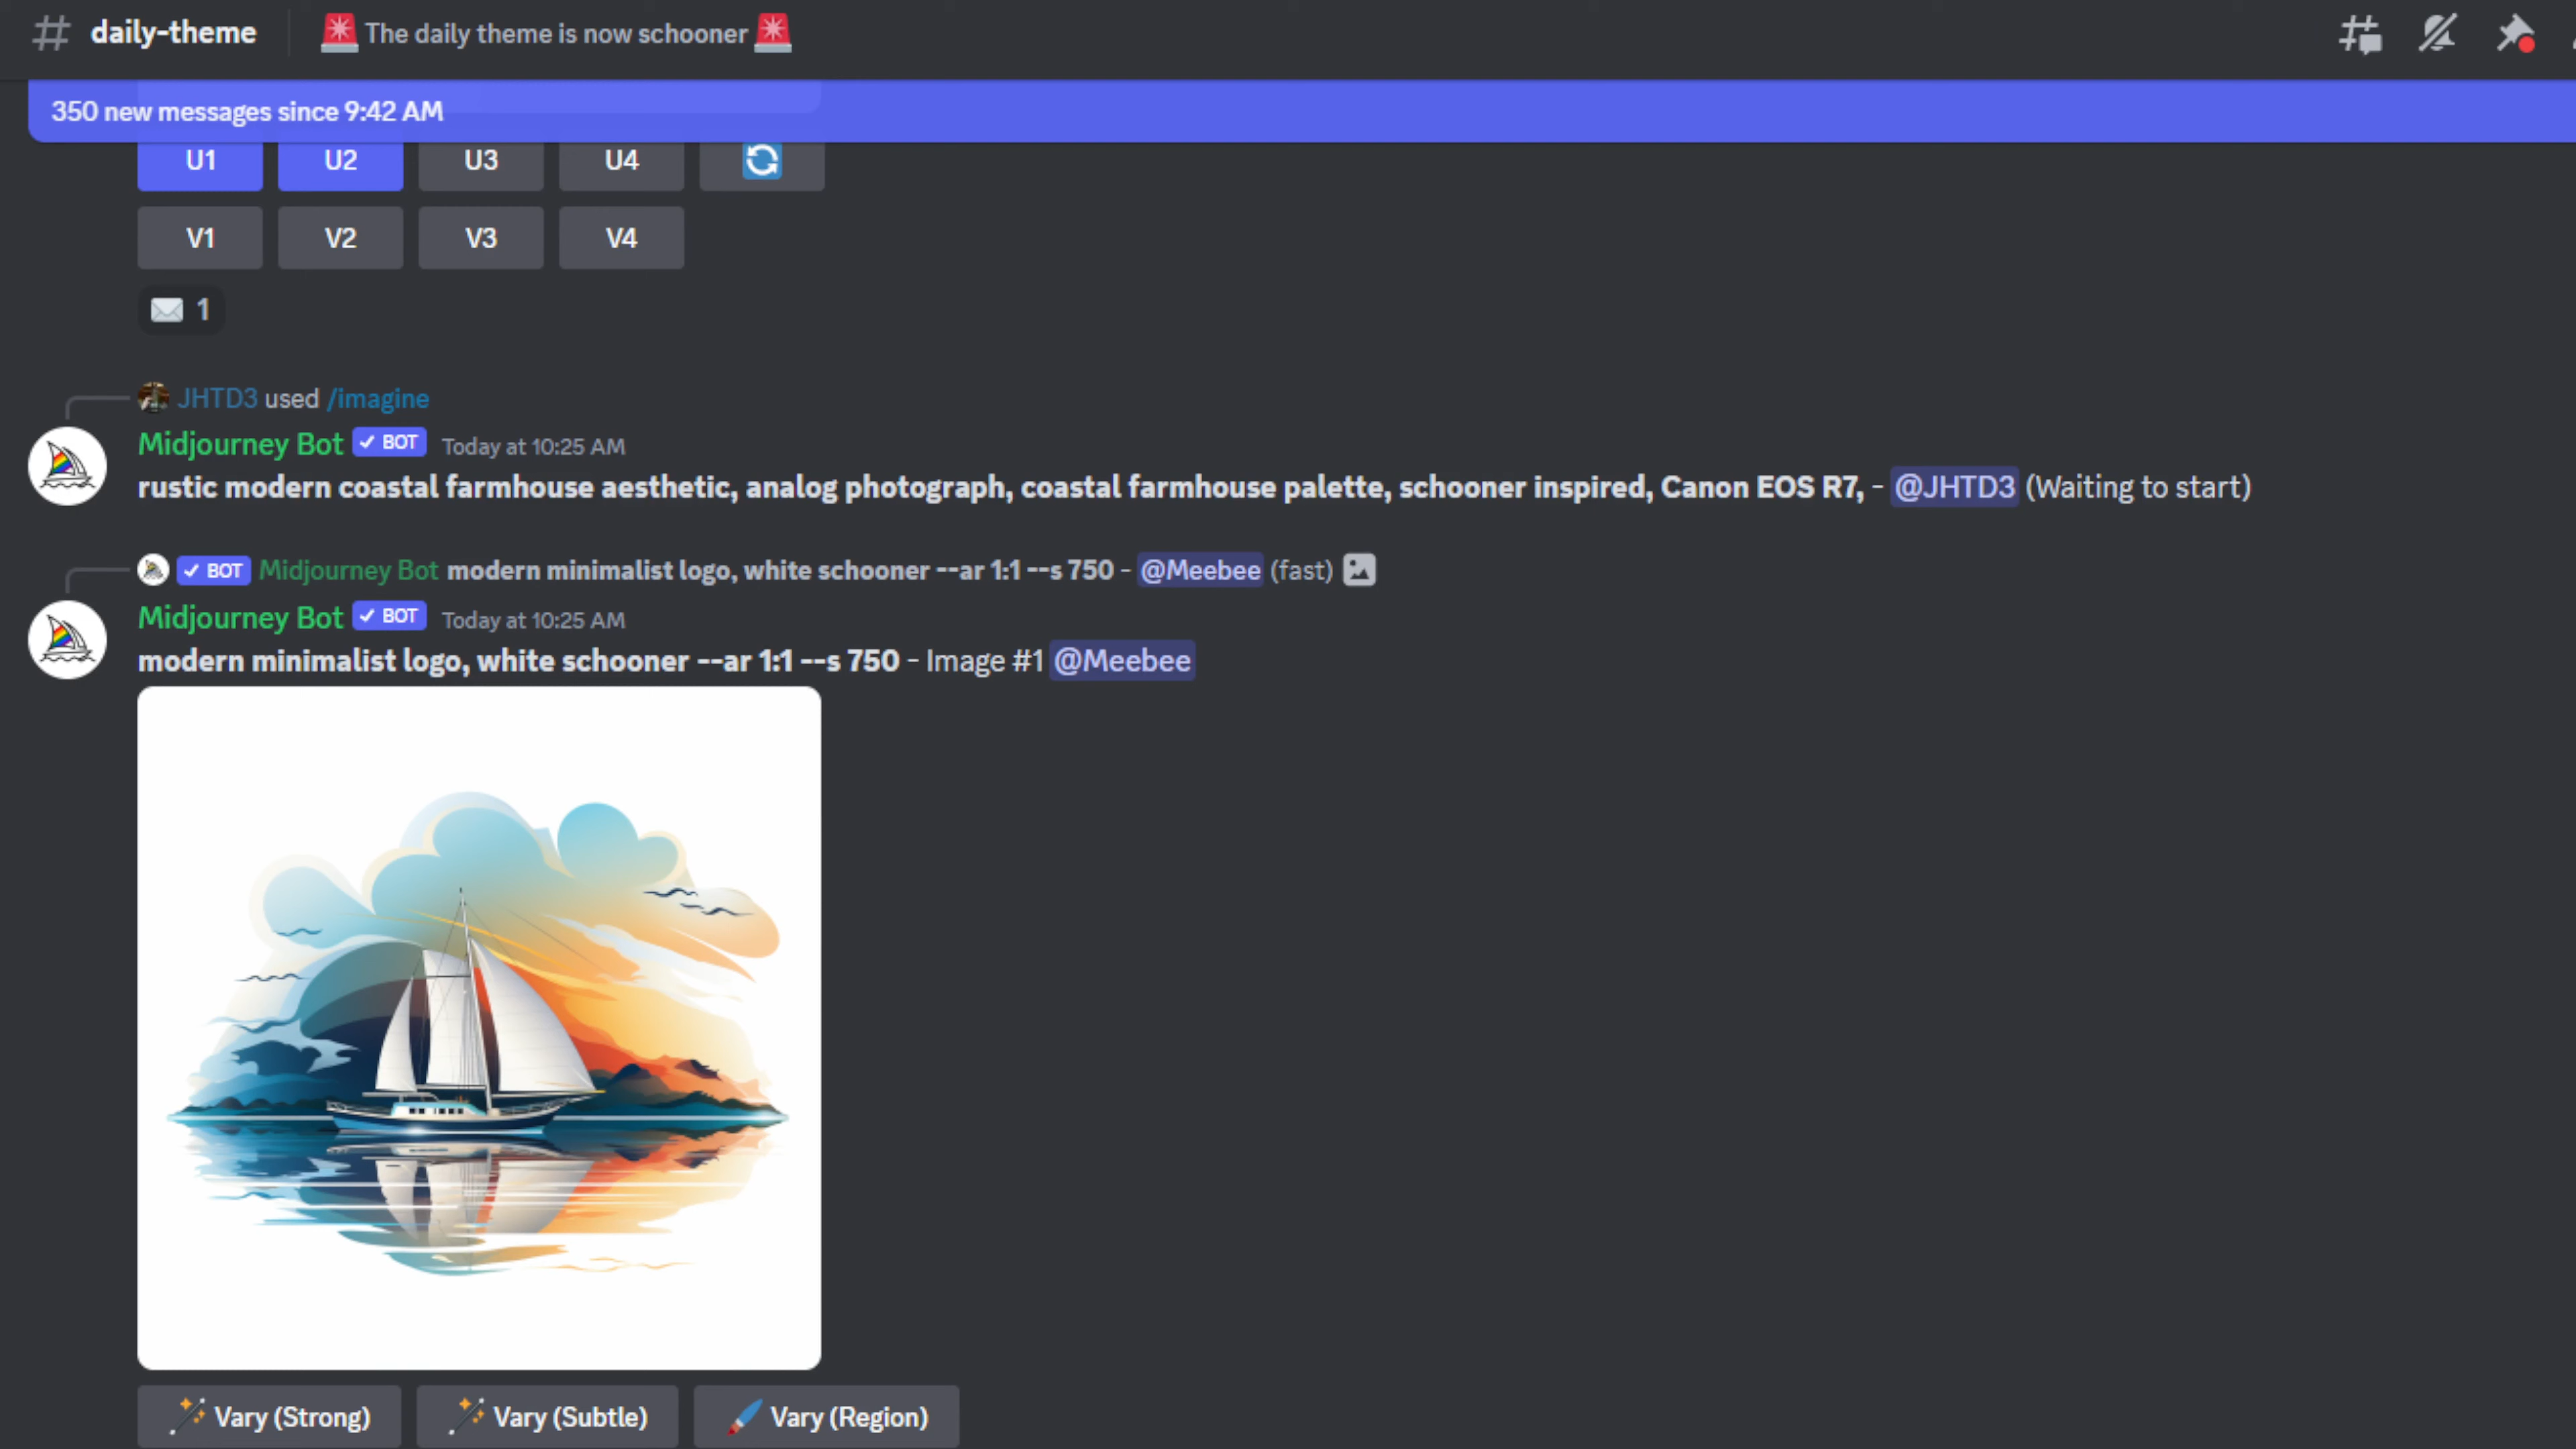 daily-theme
The daily theme is now schooner
350 new messages since 9:42 AM
U1 U2 U3 U4
V1 V2 V3 V4
1
JHTD3 used /imagine
Midjourney Bot BOT Today at 10:25 AM
rustic modern coastal farmhouse aesthetic, analog photograph, coastal farmhouse palette, schooner inspired, Canon EOS R7, - @JHTD3 (Waiting to start)
BOT Midjourney Bot modern minimalist logo, white schooner --ar 1:1 --s 750 - @Meebee (fast)
Midjourney Bot BOT Today at 10:25 AM
modern minimalist logo, white schooner --ar 1:1 --s 750 - Image #1 @Meebee
Vary (Strong) Vary (Subtle) Vary (Region)